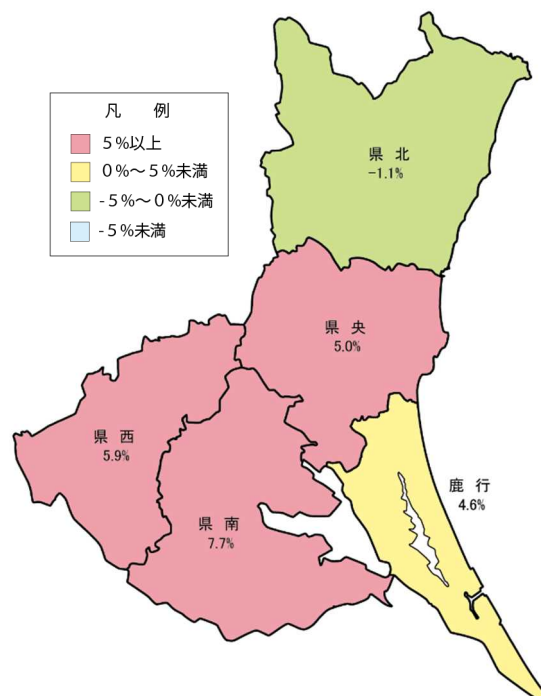 凡　例
５%以上
０%～５%未満
-５%～０%未満
-５%未満
県 北
-1.1%
県 央
5.0%
県 西
5.9%
鹿 行
4.6%
県 南
7.7%